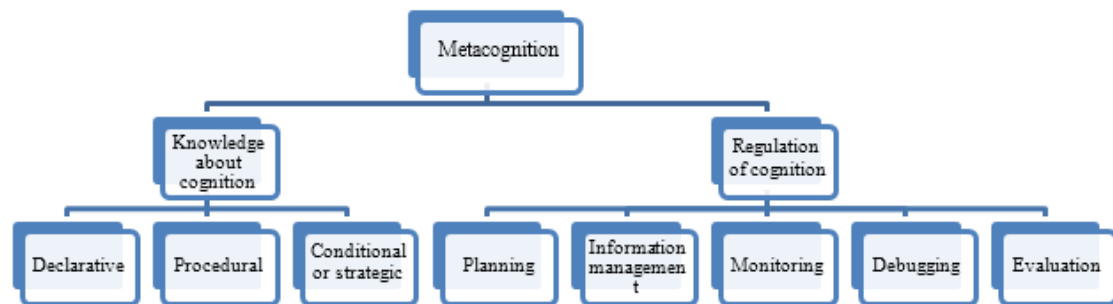 Metacognition
Knowledge
about
cognition
Regulation
of cognition
Declarative
Procedural
Conditional
or strategic
Planning
Information
managemen
t
Monitoring
Debugging
Evaluation